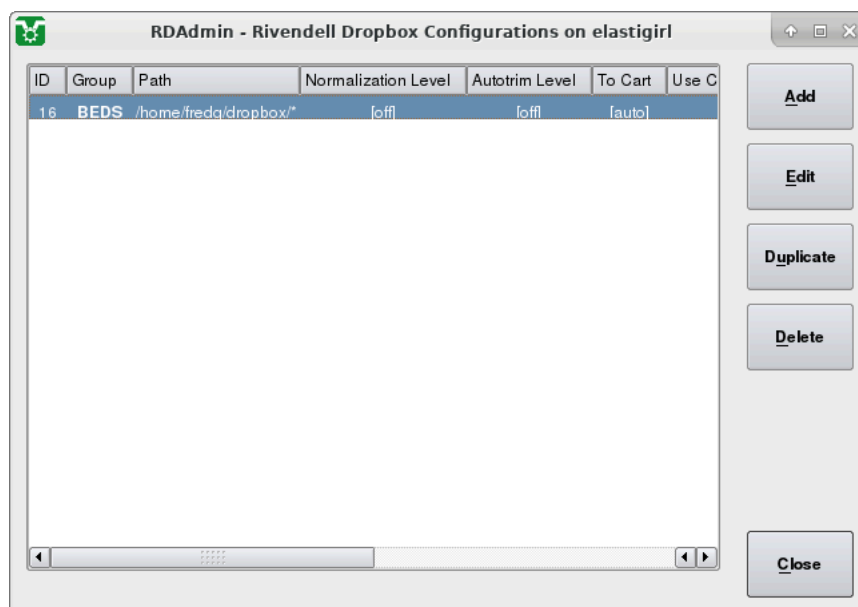 RDAdmin - Rivendell Dropbox Configurations on elastigirl
ID Group Path Normalization Level Autotrim Level To Cart Use C
16 BEDS /home/fredg/dropbox/* [off] [off] [auto]
Add
Edit
Duplicate
Delete
Close